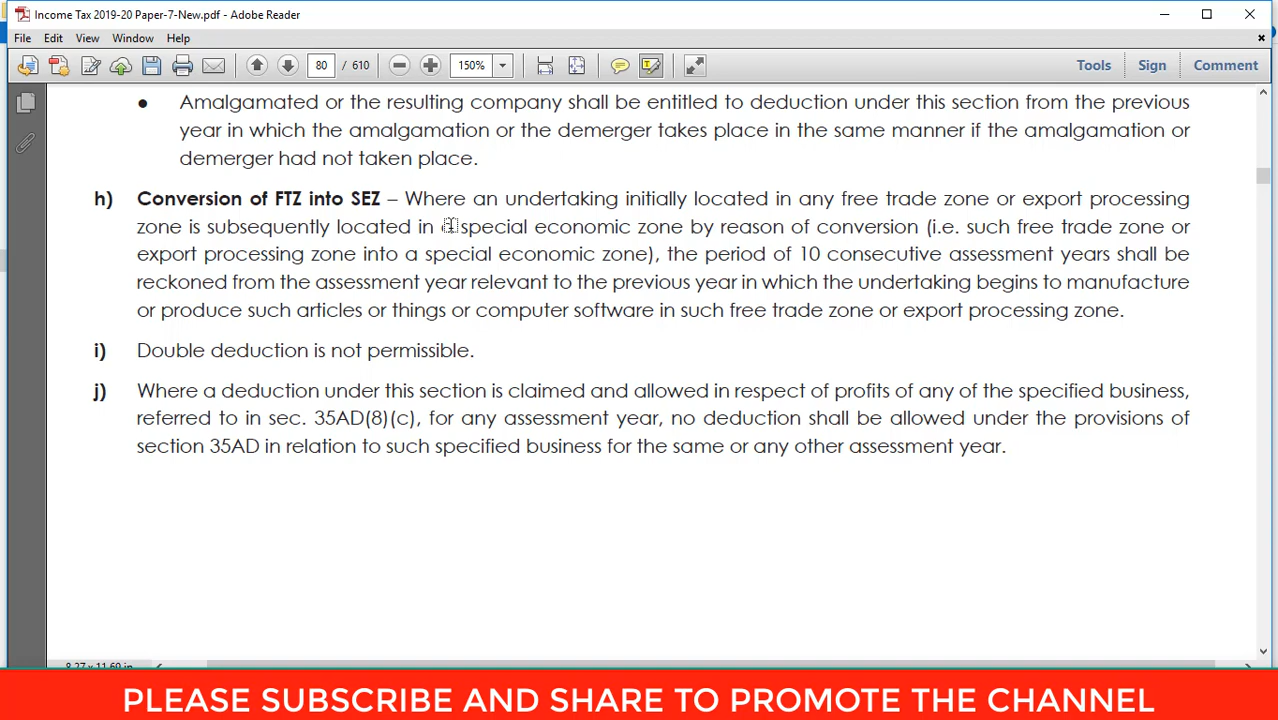 Income Tax 2019-20 Paper-7-New.pdf - Adobe Reader
File Edit View Window Help
80 / 610 150% Tools Sign Comment
• Amalgamated or the resulting company shall be entitled to deduction under this section from the previous
year in which the amalgamation or the demerger takes place in the same manner if the amalgamation or
demerger had not taken place.
h) Conversion of FTZ into SEZ – Where an undertaking initially located in any free trade zone or export processing
zone is subsequently located in special economic zone by reason of conversion (i.e. such free trade zone or
export processing zone into a special economic zone), the period of 10 consecutive assessment years shall be
reckoned from the assessment year relevant to the previous year in which the undertaking begins to manufacture
or produce such articles or things or computer software in such free trade zone or export processing zone.
i) Double deduction is not permissible.
j) Where a deduction under this section is claimed and allowed in respect of profits of any of the specified business,
referred to in sec. 35AD(8)(c), for any assessment year, no deduction shall be allowed under the provisions of
section 35AD in relation to such specified business for the same or any other assessment year.
8.27 x 11.69 in
PLEASE SUBSCRIBE AND SHARE TO PROMOTE THE CHANNEL